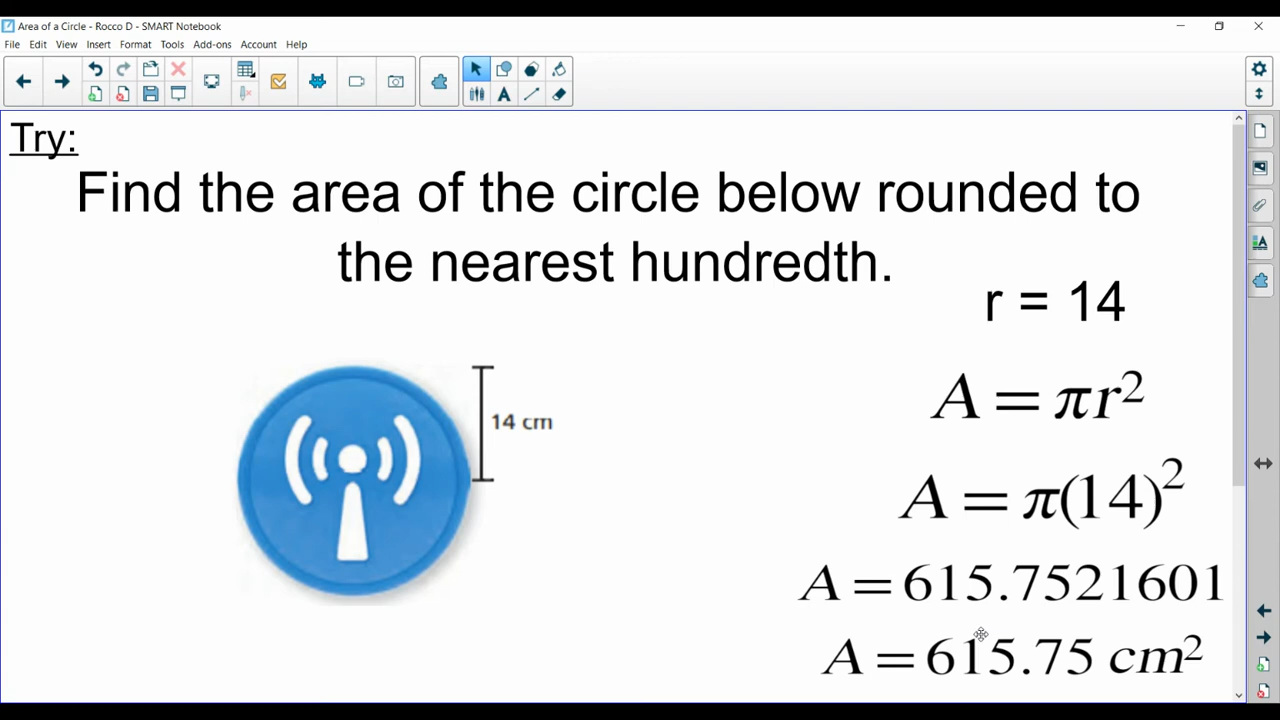 Area of a Circle - Rocco D - SMART Notebook
File Edit View Insert Format Tools Add-ons Account Help
Try:
Find the area of the circle below rounded to
the nearest hundredth.
r = 14
A = πr²
14 cm
A = π(14)²
A = 615.7521601
A = 615.75 cm²